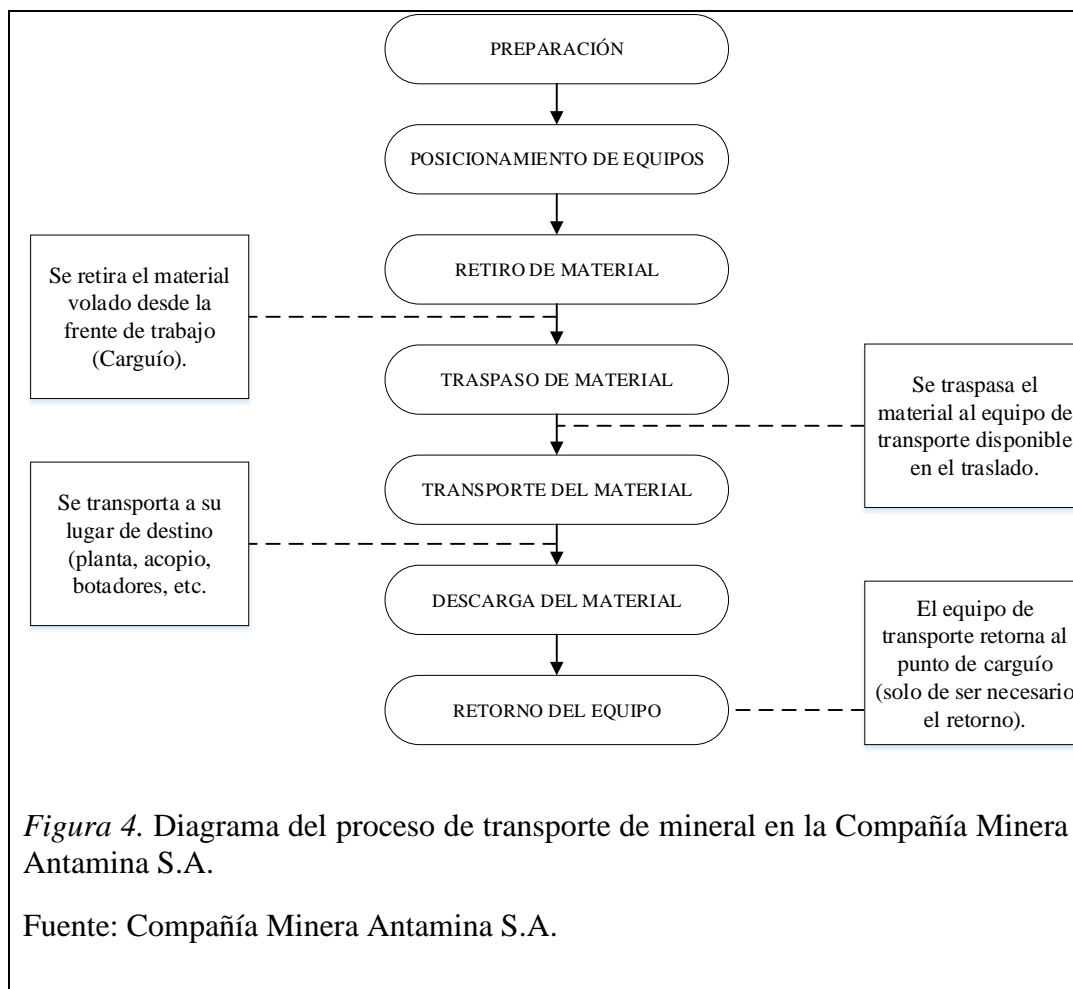 PREPARACIÓN
POSICIONAMIENTO DE EQUIPOS
RETIRO DE MATERIAL
Se retira el material
volado desde la
frente de trabajo
(Carguío).
TRASPASO DE MATERIAL
Se traspasa el
material al equipo de
transporte disponible
en el traslado.
TRANSPORTE DEL MATERIAL
Se transporta a su
lugar de destino
(planta, acopio,
botadores, etc.
DESCARGA DEL MATERIAL
El equipo de
transporte retorna al
punto de carguío
(solo de ser necesario
el retorno).
RETORNO DEL EQUIPO
Figura 4. Diagrama del proceso de transporte de mineral en la Compañía Minera
Antamina S.A.
Fuente: Compañía Minera Antamina S.A.